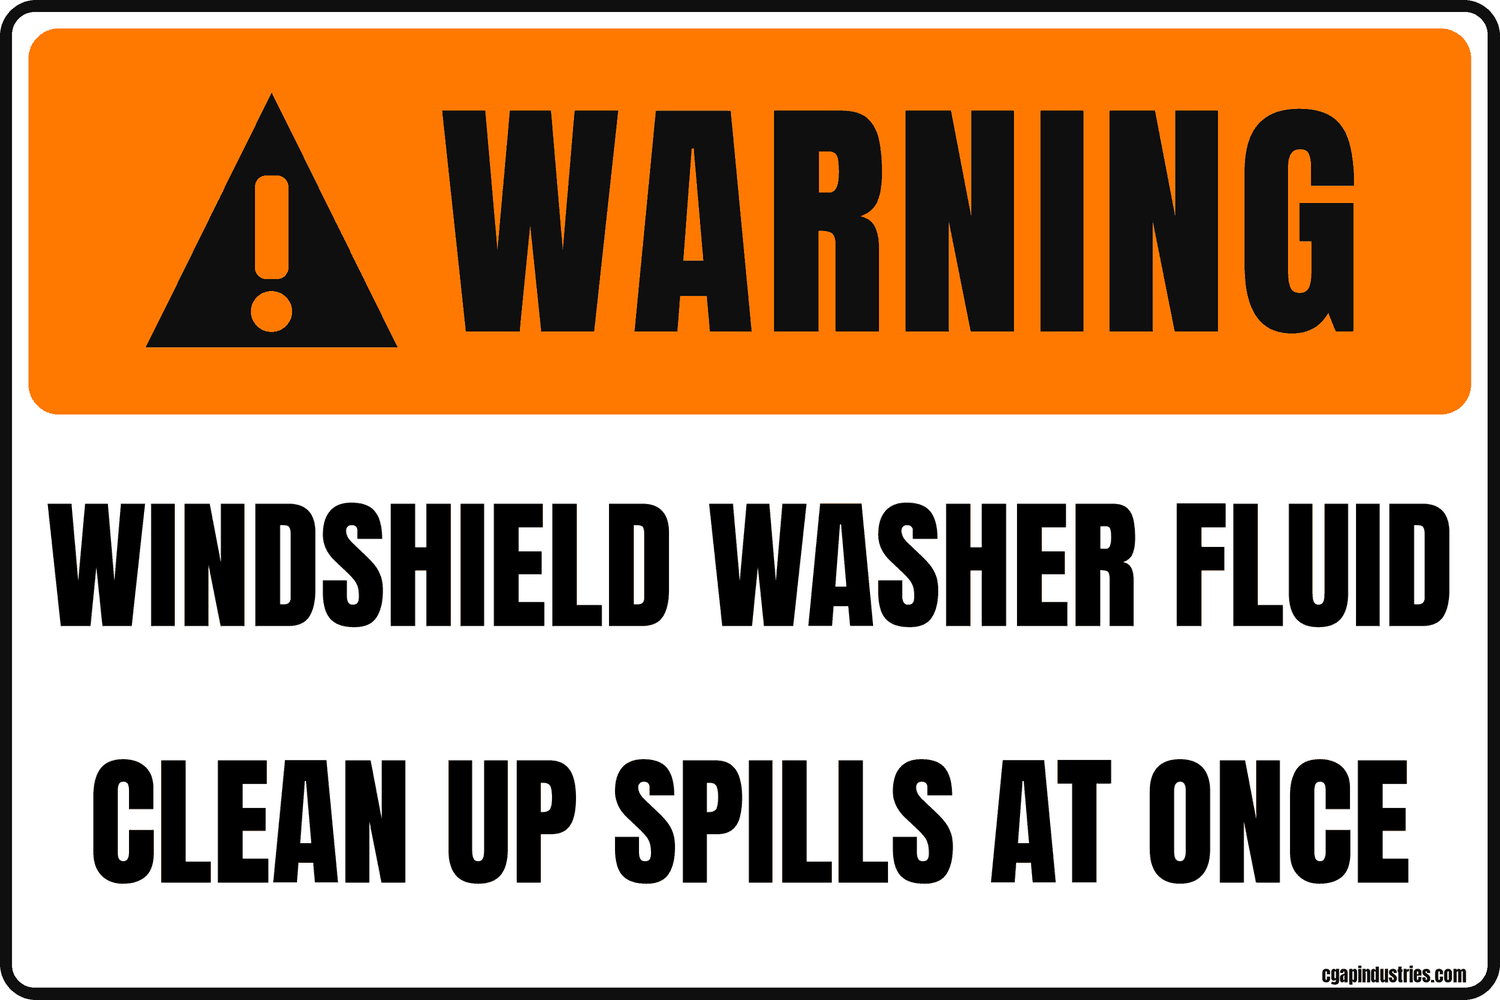 WARNING
WINDSHIELD WASHER FLUID
CLEAN UP SPILLS AT ONCE
cgapindustries.com